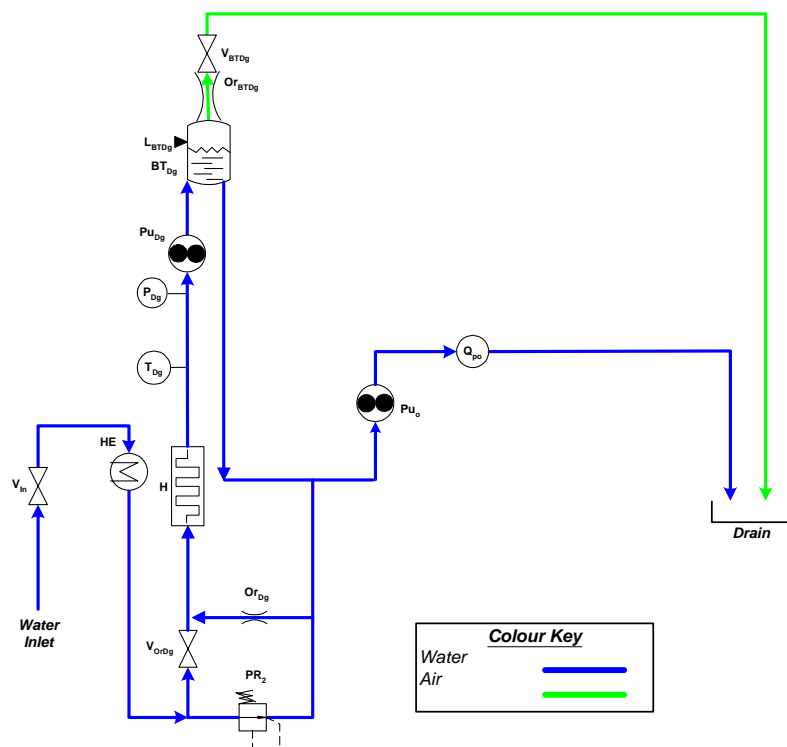 V_BTDg
Or_BTDg
L_BTDg
BT_Dg
Pu_Dg
P_Dg
T_Dg
Q_po
Pu_o
HE
V_In
H
Drain
Or_Dg
Water
Inlet
V_OrDg
PR_2
Colour Key
Water
Air